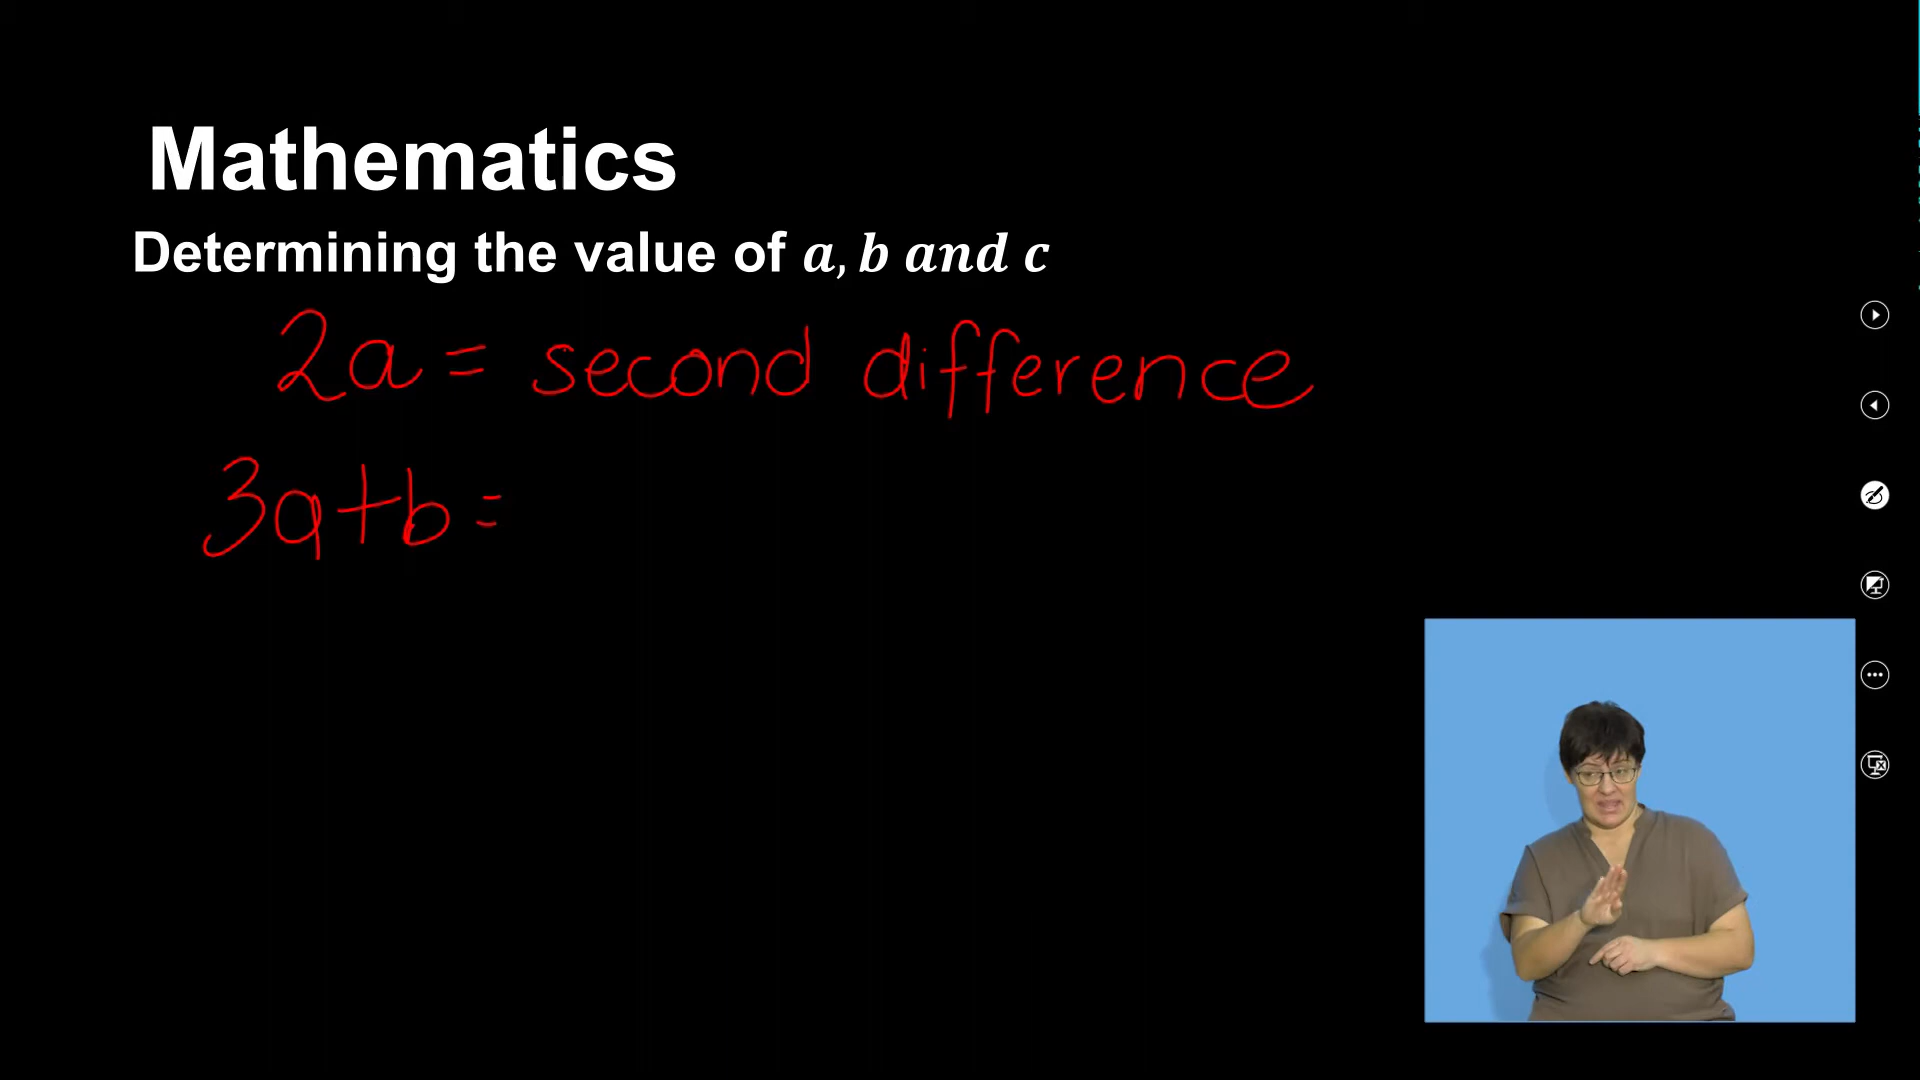 Mathematics
Determining the value of a, b and c
2a = second difference
3a+b =